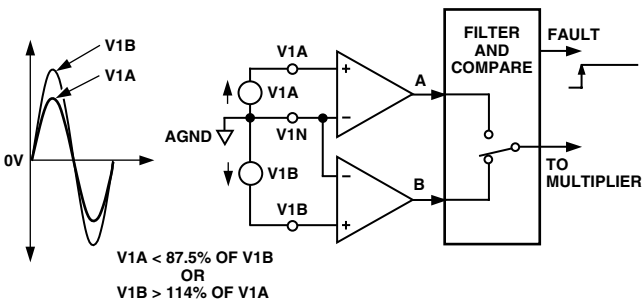 V1B
V1A
0V
V1A
V1A
AGND
V1N
V1B
V1B
A
B
FILTER
AND
COMPARE
FAULT
TO
MULTIPLIER
V1A < 87.5% OF V1B
OR
V1B > 114% OF V1A